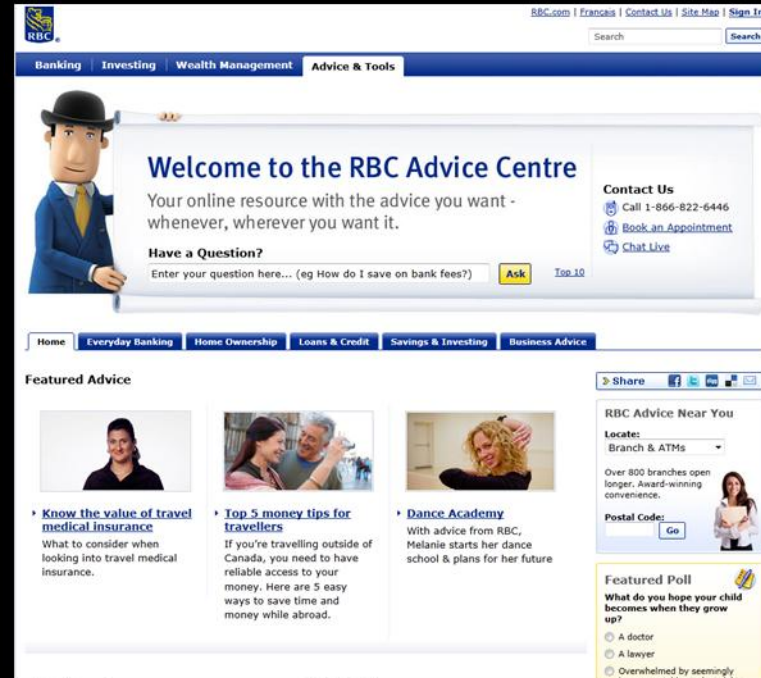 RBC.com | Français | Contact Us | Site Map | Sign In
RBC
Search Search
Banking | Investing | Wealth Management Advice & Tools
Welcome to the RBC Advice Centre
Your online resource with the advice you want -
whenever, wherever you want it.
Have a Question?
Enter your question here... (eg How do I save on bank fees?) Ask Top 10
Contact Us
Call 1-866-822-6446
Book an Appointment
Chat Live
Home Everyday Banking Home Ownership Loans & Credit Savings & Investing Business Advice
Featured Advice
Know the value of travel
medical insurance
What to consider when
looking into travel medical
insurance.
Top 5 money tips for
travellers
If you're travelling outside of
Canada, you need to have
reliable access to your
money. Here are 5 easy
ways to save time and
money while abroad.
Dance Academy
With advice from RBC,
Melanie starts her dance
school & plans for her future
Share
RBC Advice Near You
Locate:
Branch & ATMs
Over 800 branches open
longer. Award-winning
convenience.
Postal Code:
Go
Featured Poll
What do you hope your child
becomes when they grow
up?
A doctor
A lawyer
Overwhelmed by seemingly